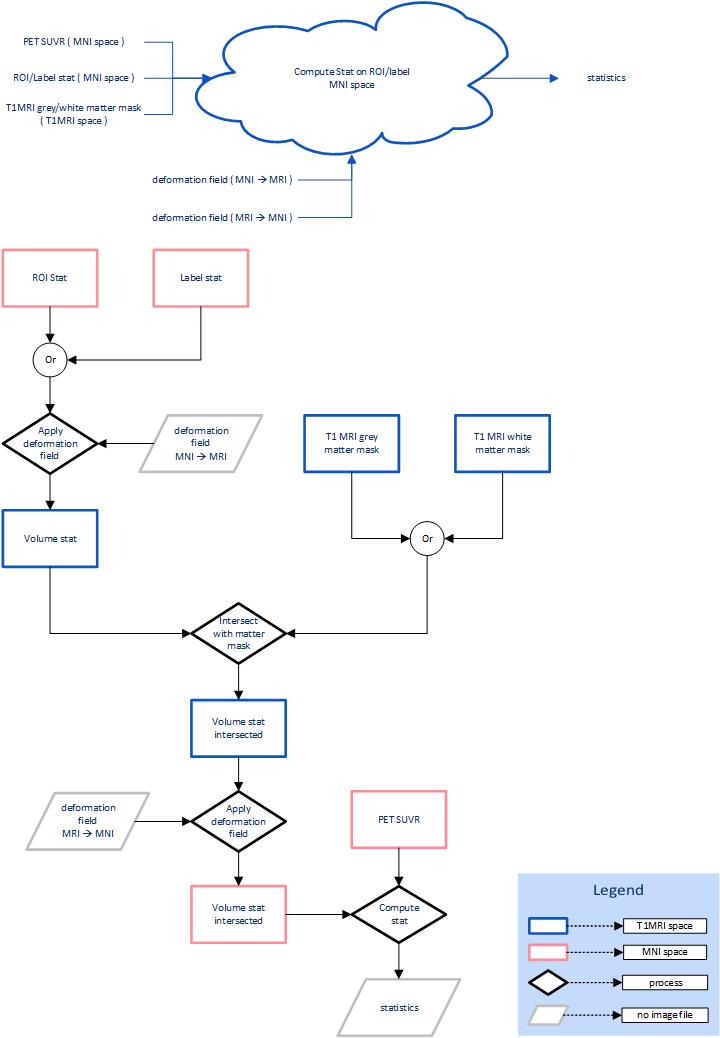 PET SUVR ( MNI space )
ROI/Label stat ( MNI space )
T1MRI grey/white matter mask
( T1MRI space )
Compute Stat on ROI/label
MNI space
statistics
deformation field ( MNI → MRI )
deformation field ( MRI → MNI )
ROI Stat
Label stat
Or
Apply
deformation
field
deformation
field
MNI → MRI
T1 MRI grey
matter mask
T1 MRI white
matter mask
Volume stat
Or
Intersect
with matter
mask
Volume stat
intersected
deformation
field
MRI → MNI
Apply
deformation
field
PET SUVR
Volume stat
intersected
Compute
stat
statistics
Legend
T1MRI space
MNI space
process
no image file